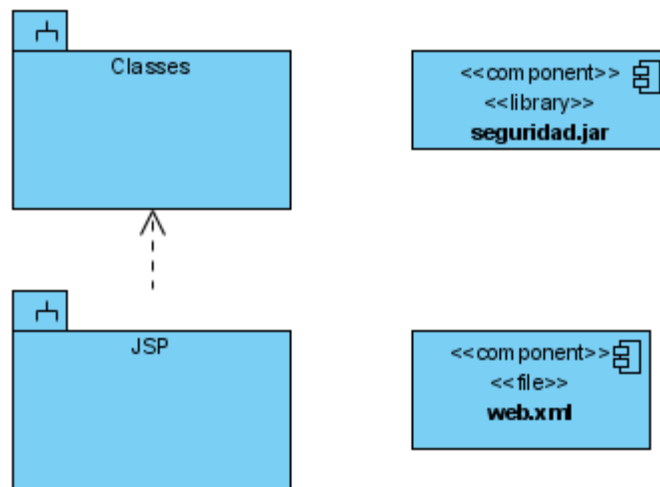 Classes
<<component>>
<<library>>
seguridad.jar
JSP
<<component>>
<<file>>
web.xml